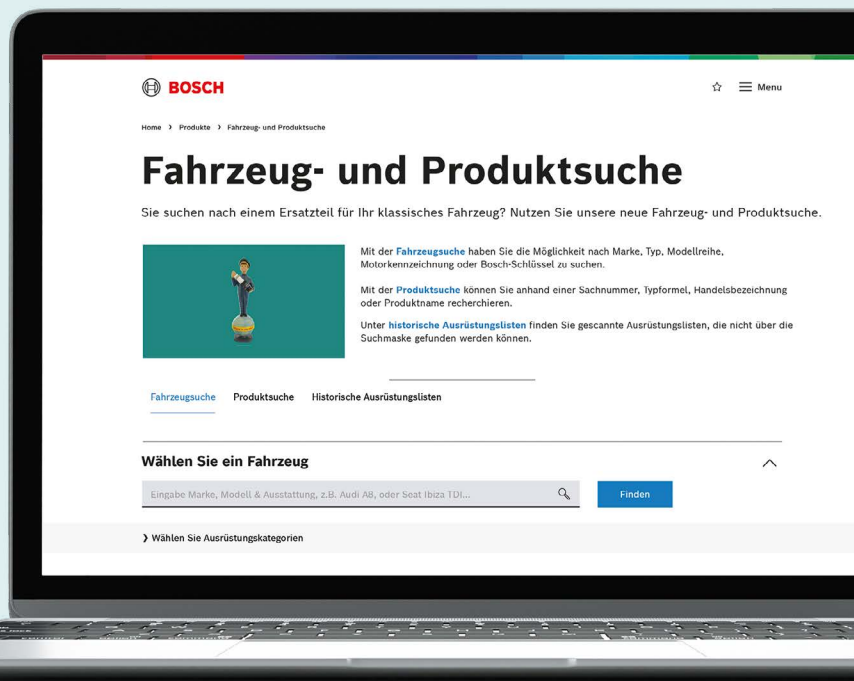 BOSCH
Menu
Home > Produkte > Fahrzeug- und Produktsuche
Fahrzeug- und Produktsuche
Sie suchen nach einem Ersatzteil für Ihr klassisches Fahrzeug? Nutzen Sie unsere neue Fahrzeug- und Produktsuche.
Mit der Fahrzeugsuche haben Sie die Möglichkeit nach Marke, Typ, Modellreihe,
Motorkennzeichnung oder Bosch-Schlüssel zu suchen.
Mit der Produktsuche können Sie anhand einer Sachnummer, Typformel, Handelsbezeichnung
oder Produktname recherchieren.
Unter historische Ausrüstungslisten finden Sie gescannte Ausrüstungslisten, die nicht über die
Suchmaske gefunden werden können.
Fahrzeugsuche Produktsuche Historische Ausrüstungslisten
Wählen Sie ein Fahrzeug
Eingabe Marke, Modell & Ausstattung, z.B. Audi A8, oder Seat Ibiza TDI...
Finden
> Wählen Sie Ausrüstungskategorien